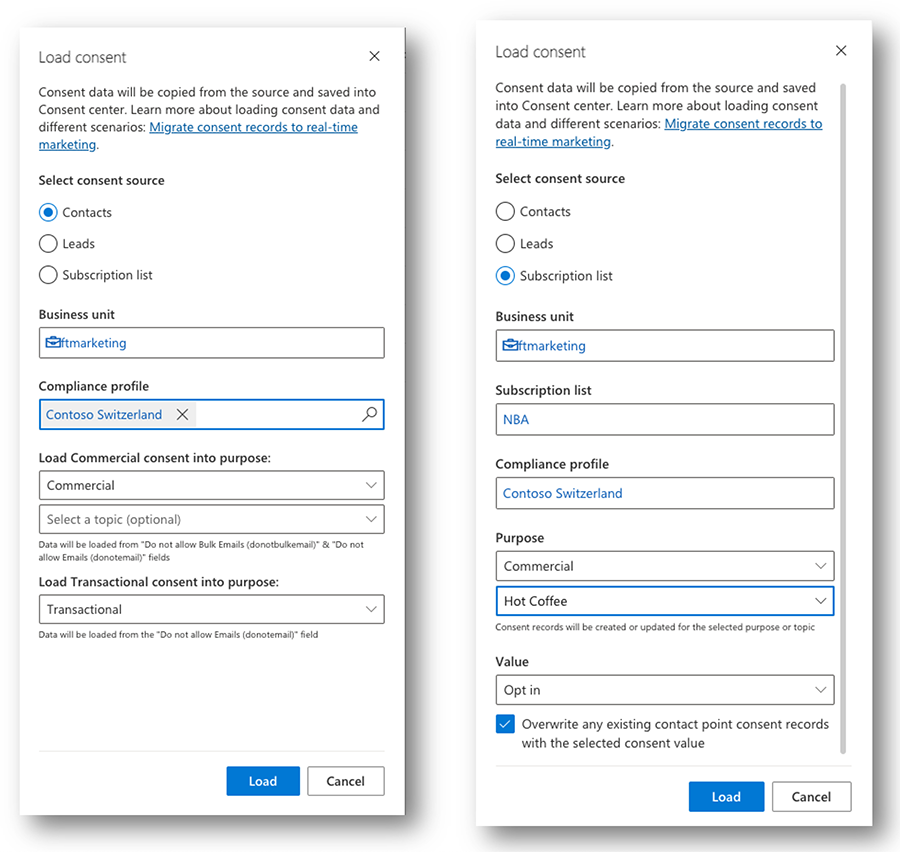 Load consent
Consent data will be copied from the source and saved into
Consent center. Learn more about loading consent data and
different scenarios: Migrate consent records to real-time
marketing.
Select consent source
Contacts
Leads
Subscription list
Business unit
ftmarketing
Compliance profile
Contoso Switzerland
Load Commercial consent into purpose:
Commercial
Select a topic (optional)
Data will be loaded from "Do not allow Bulk Emails (donotbulkemail)" & "Do not
allow Emails (donotemail)" fields
Load Transactional consent into purpose:
Transactional
Data will be loaded from the "Do not allow Emails (donotemail)" field
Load
Cancel
Load consent
Consent data will be copied from the source and saved
into Consent center. Learn more about loading consent
data and different scenarios: Migrate consent records to
real-time marketing.
Select consent source
Contacts
Leads
Subscription list
Business unit
ftmarketing
Subscription list
NBA
Compliance profile
Contoso Switzerland
Purpose
Commercial
Hot Coffee
Consent records will be created or updated for the selected purpose or topic
Value
Opt in
Overwrite any existing contact point consent records
with the selected consent value
Load
Cancel